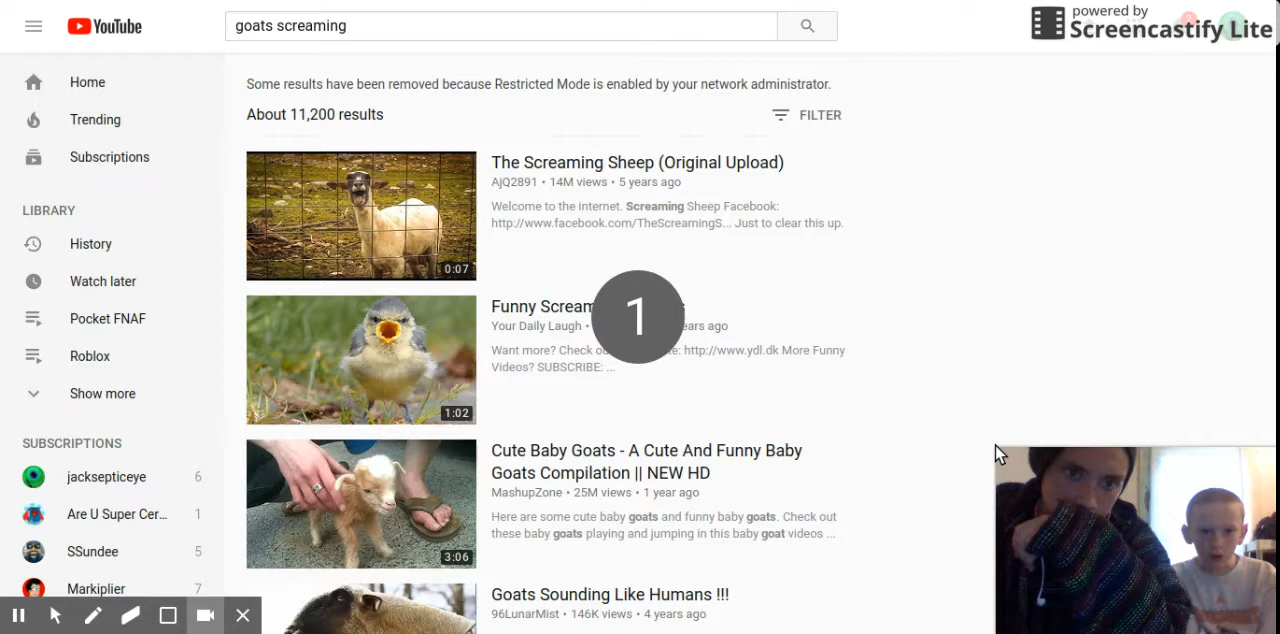 YouTube
goats screaming
powered by
Screencastify Lite
2
Home
Trending
Subscriptions
LIBRARY
History
Watch later
Pocket FNAF
Roblox
Show more
SUBSCRIPTIONS
jacksepticeye 6
Are U Super Cer... 1
SSundee 5
Markiplier 7
Some results have been removed because Restricted Mode is enabled by your network administrator.
About 11,200 results
FILTER
The Screaming Sheep (Original Upload)
AjQ2891 • 14M views • 5 years ago
Welcome to the internet. Screaming Sheep Facebook:
http://www.facebook.com/TheScreamingS... Just to clear this up.
0:07
Funny
1
Your Daily Laugh • ago
Want more? Check http://www.ydl.dk More Funny
Videos? SUBSCRIBE: ...
1:02
Cute Baby Goats - A Cute And Funny Baby
Goats Compilation || NEW HD
MashupZone • 25M views • 1 year ago
Here are some cute baby goats and funny baby goats. Check out
these baby goats playing and jumping in this baby goat videos ...
3:06
Goats Sounding Like Humans !!!
96LunarMist • 146K views • 4 years ago